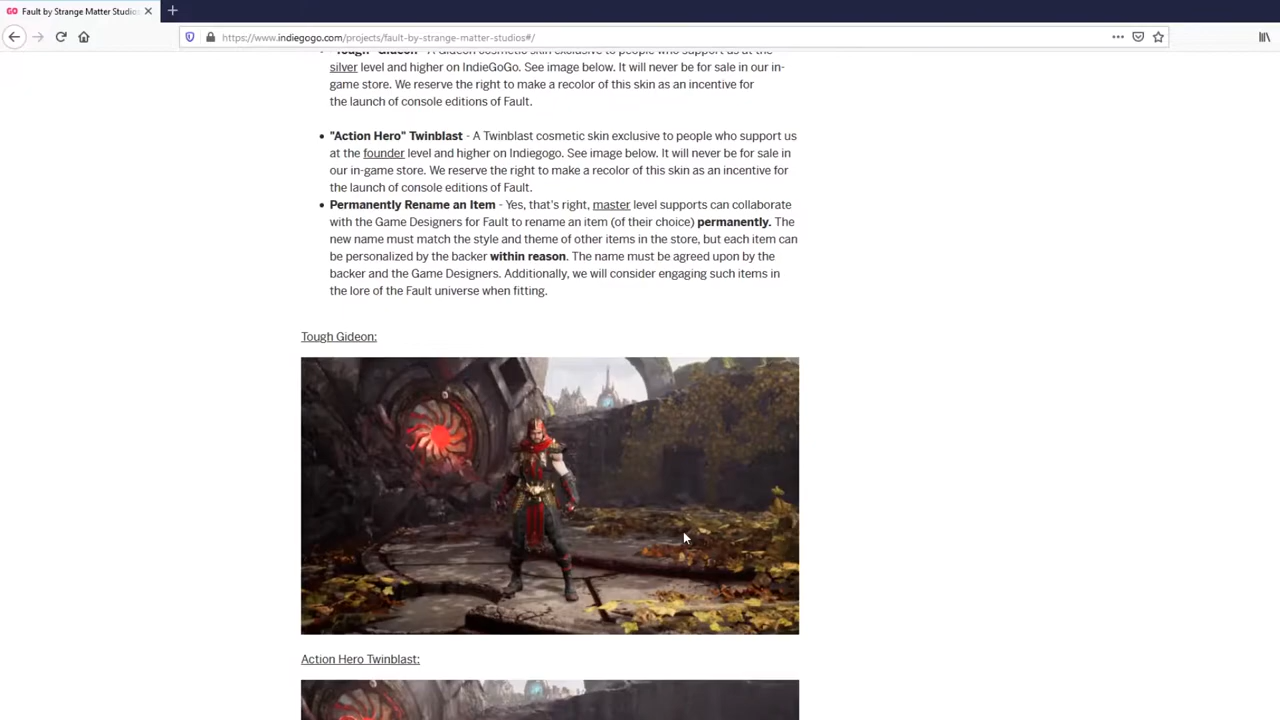 Fault by Strange Matter Studios
https://www.indiegogo.com/projects/fault-by-strange-matter-studios#/
"Tough" Gideon - A Gideon cosmetic skin exclusive to people who support us at the
silver level and higher on IndieGoGo. See image below. It will never be for sale in our in-
game store. We reserve the right to make a recolor of this skin as an incentive for
the launch of console editions of Fault.
"Action Hero" Twinblast - A Twinblast cosmetic skin exclusive to people who support us
at the founder level and higher on Indiegogo. See image below. It will never be for sale in
our in-game store. We reserve the right to make a recolor of this skin as an incentive for
the launch of console editions of Fault.
Permanently Rename an Item - Yes, that's right, master level supports can collaborate
with the Game Designers for Fault to rename an item (of their choice) permanently. The
new name must match the style and theme of other items in the store, but each item can
be personalized by the backer within reason. The name must be agreed upon by the
backer and the Game Designers. Additionally, we will consider engaging such items in
the lore of the Fault universe when fitting.
Tough Gideon:
Action Hero Twinblast: